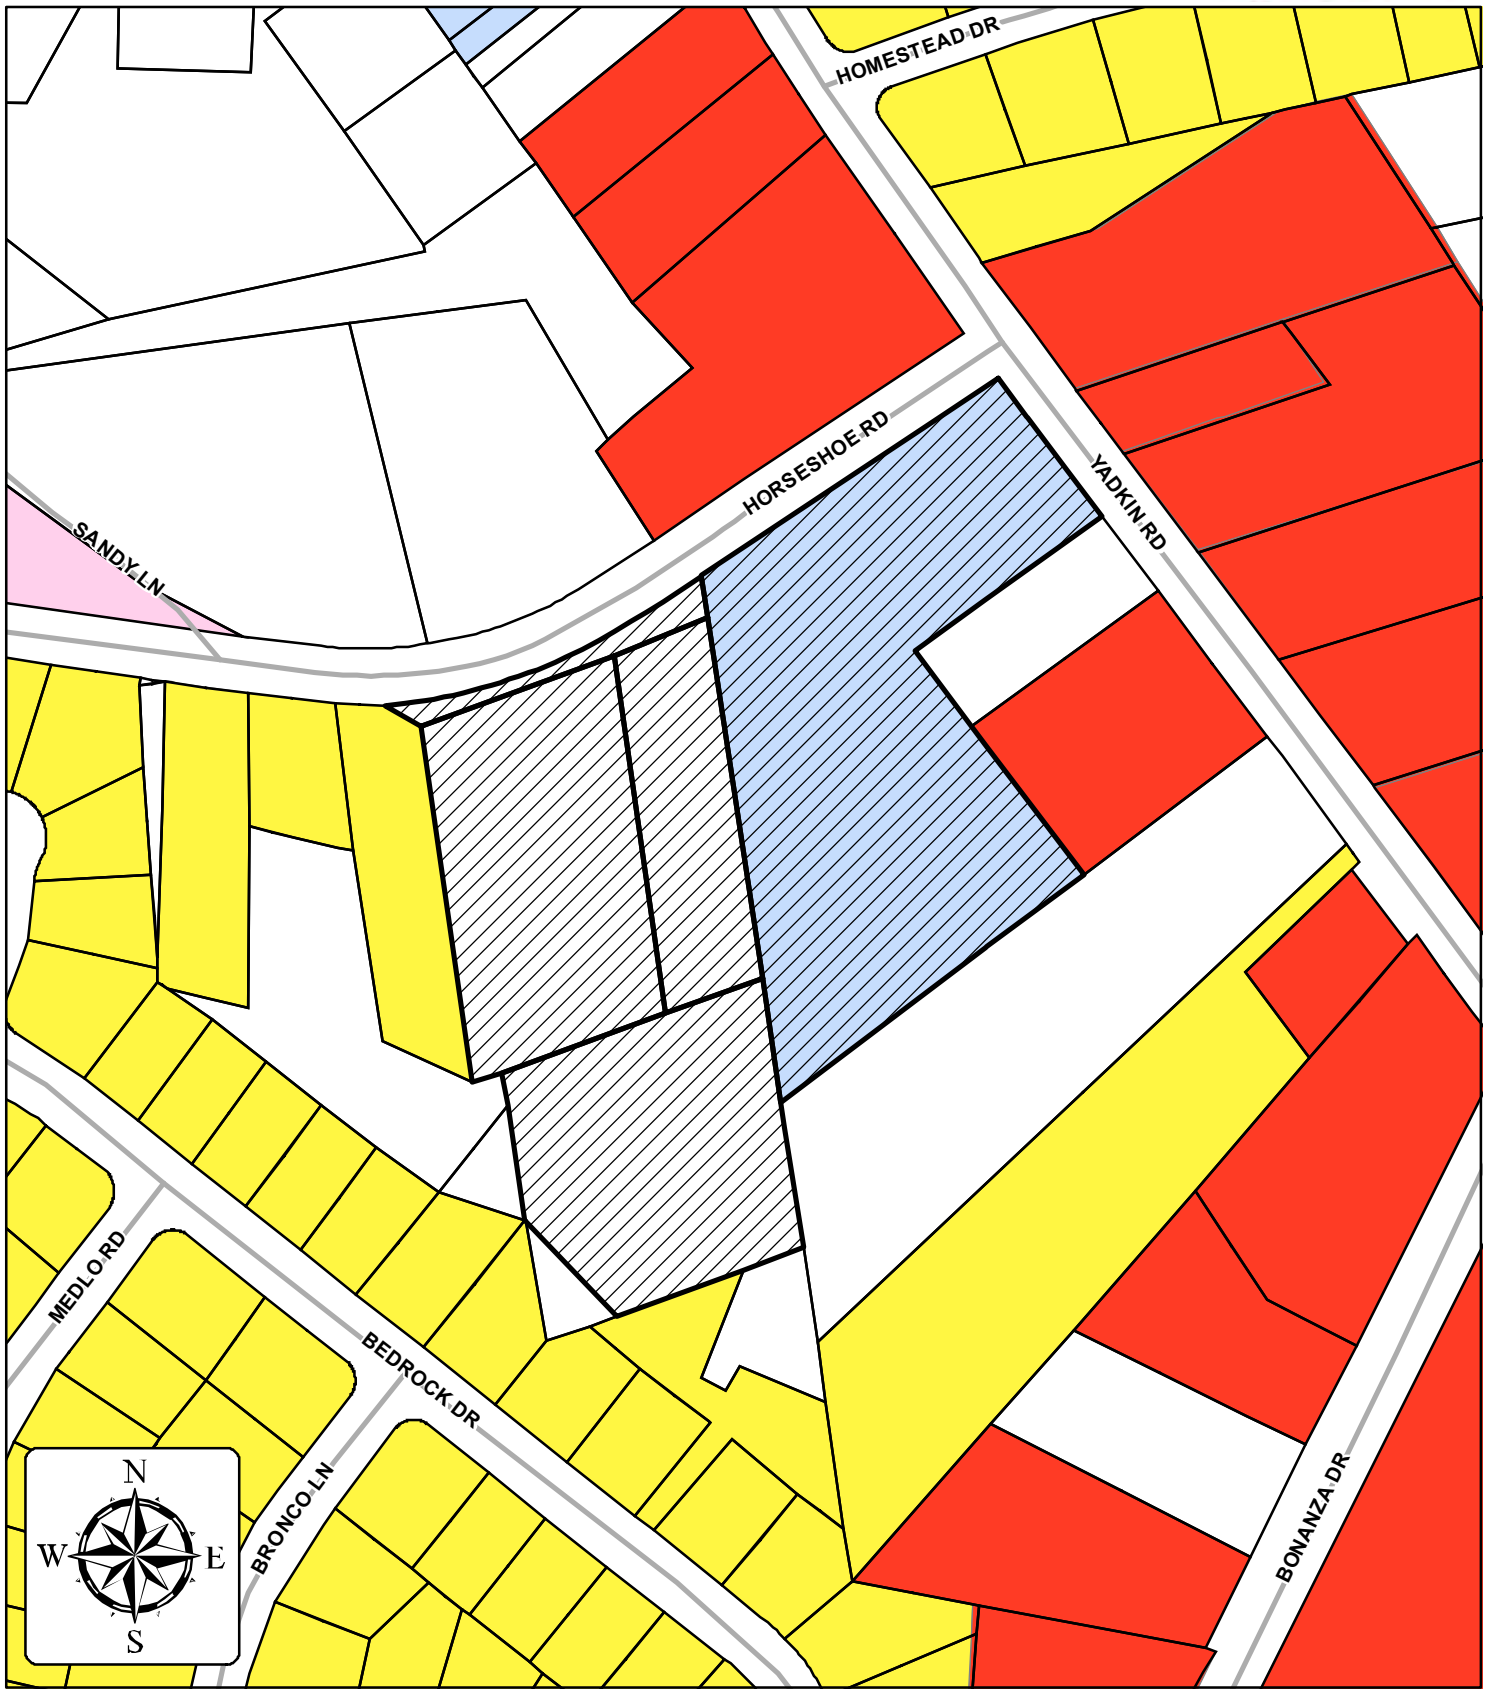 HOMESTEAD DR
HORSESHOE RD
YADKIN RD
SANDY LN
MEDLO RD
BEDROCK DR
BRONCO LN
BONANZA DR
N
W E
S